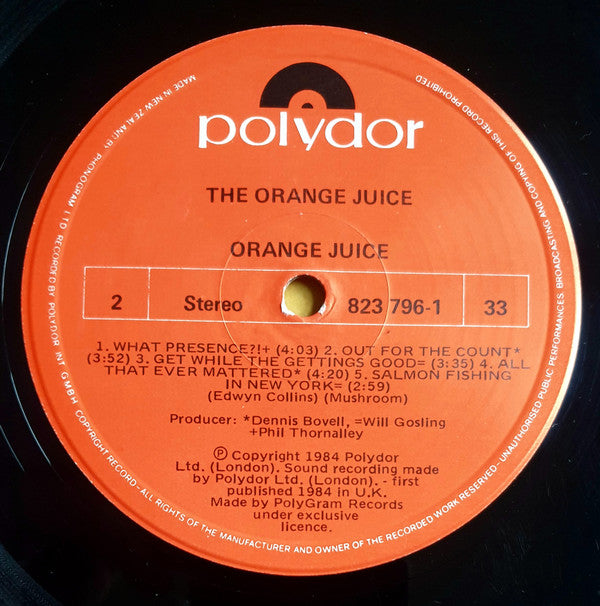 polydor
THE ORANGE JUICE
ORANGE JUICE
2 Stereo 823 796-1 33
1. WHAT PRESENCE?!+ (4:03) 2. OUT FOR THE COUNT*
(3:52) 3. GET WHILE THE GETTINGS GOOD= (3:35) 4. ALL
THAT EVER MATTERED* (4:20) 5. SALMON FISHING
IN NEW YORK= (2:59)
(Edwyn Collins) (Mushroom)
Producer: *Dennis Bovell, =Will Gosling
+Phil Thornalley
℗ Copyright 1984 Polydor
Ltd. (London). Sound recording made
by Polydor Ltd. (London). - first
published 1984 in U.K.
Made by PolyGram Records
under exclusive
licence.
MADE IN NEW ZEALAND BY PHONOGRAM LTD. RECORDED BY POLYDOR INT. GMBH COPYRIGHT RECORD - ALL RIGHTS OF THE MANUFACTURER AND OWNER OF THE RECORDED WORK RESERVED - UNAUTHORISED PUBLIC PERFORMANCES. BROADCASTING AND COPYING OF THIS RECORD PROHIBITED